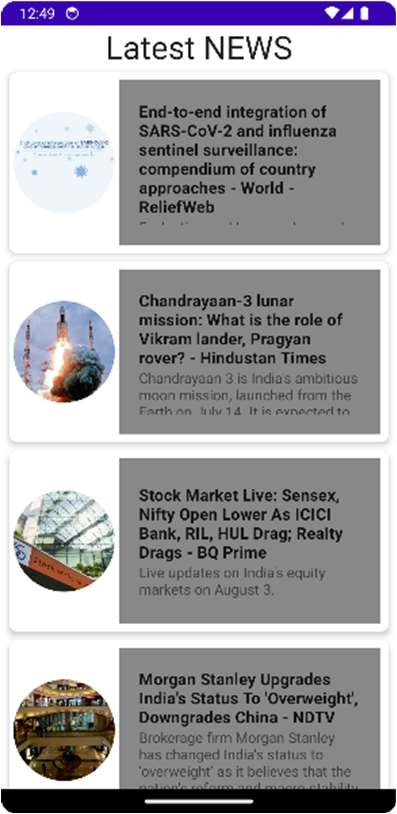 12:49
Latest NEWS
End-to-end integration of
SARS-CoV-2 and influenza
sentinel surveillance:
compendium of country
approaches - World -
ReliefWeb
Chandrayaan-3 lunar
mission: What is the role of
Vikram lander, Pragyan
rover? - Hindustan Times
Chandrayaan 3 is India's ambitious
moon mission, launched from the
Earth on July 14. It is expected to
Stock Market Live: Sensex,
Nifty Open Lower As ICICI
Bank, RIL, HUL Drag; Realty
Drags - BQ Prime
Live updates on India's equity
markets on August 3.
Morgan Stanley Upgrades
India's Status To 'Overweight',
Downgrades China - NDTV
Brokerage firm Morgan Stanley
has changed India's status to
'overweight' as it believes that the
nation's reform and macro-stability